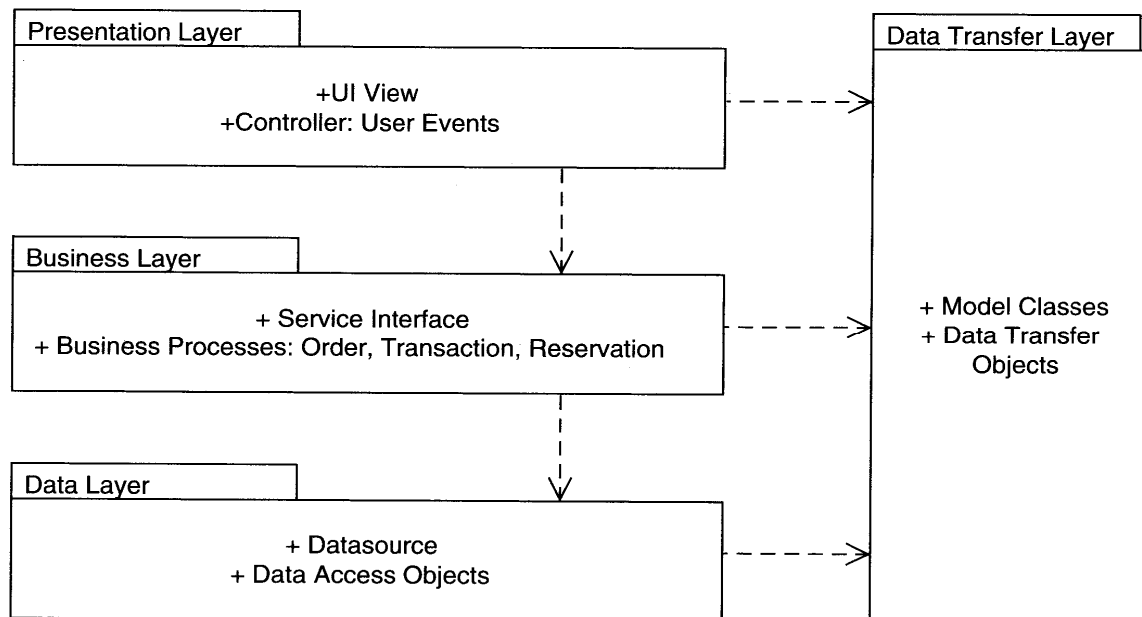 Presentation Layer
+UI View
+Controller: User Events
Business Layer
+ Service Interface
+ Business Processes: Order, Transaction, Reservation
Data Layer
+ Datasource
+ Data Access Objects
Data Transfer Layer
+ Model Classes
+ Data Transfer
Objects